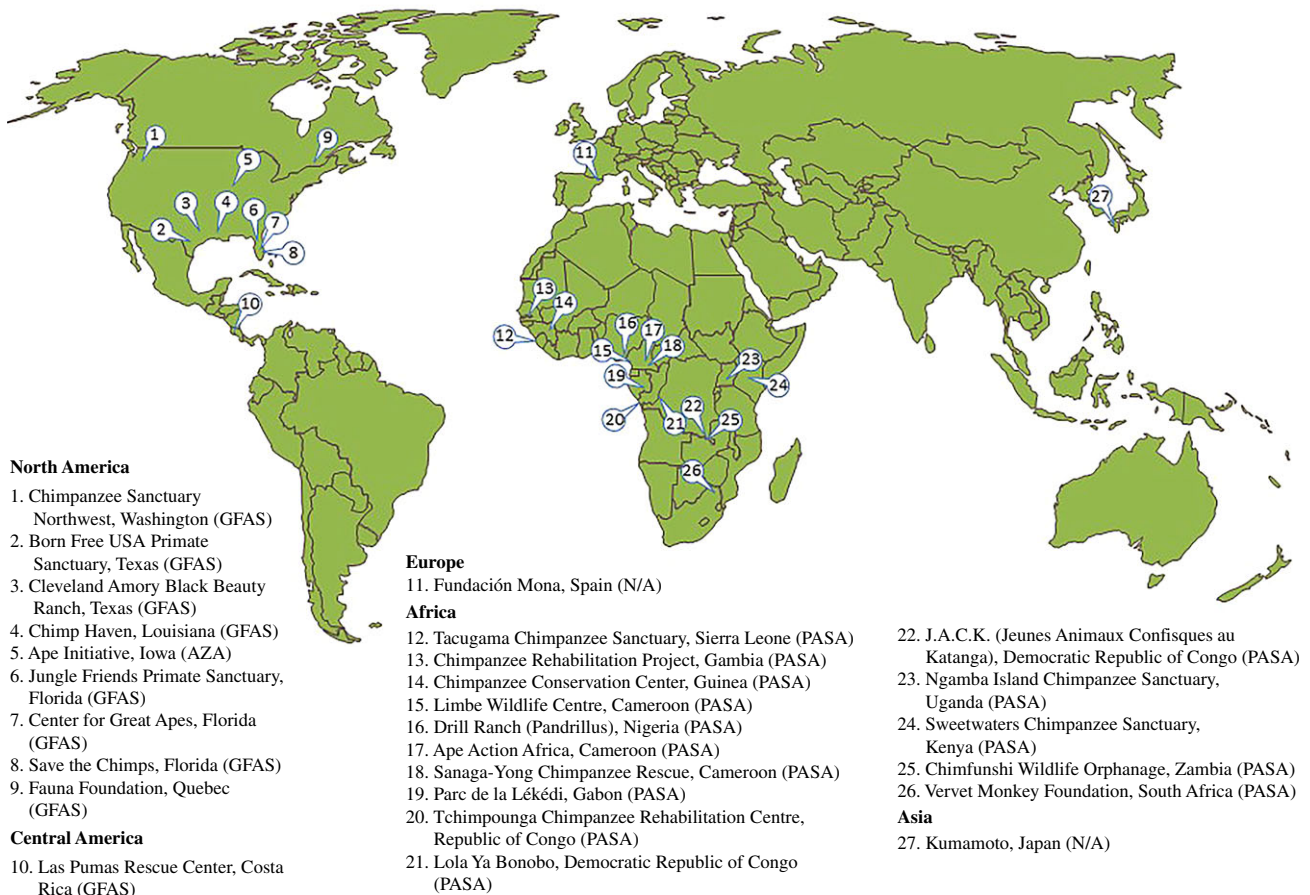 1
9
5
11
3
4
6
7
2
8
27
10
13
14
12
16
17
18
15
23
19
24
20
21
22
25
26
North America
1. Chimpanzee Sanctuary
Northwest, Washington (GFAS)
2. Born Free USA Primate
Sanctuary, Texas (GFAS)
3. Cleveland Amory Black Beauty
Ranch, Texas (GFAS)
4. Chimp Haven, Louisiana (GFAS)
5. Ape Initiative, Iowa (AZA)
6. Jungle Friends Primate Sanctuary,
Florida (GFAS)
7. Center for Great Apes, Florida
(GFAS)
8. Save the Chimps, Florida (GFAS)
9. Fauna Foundation, Quebec
(GFAS)
Central America
10. Las Pumas Rescue Center, Costa
Rica (GFAS)
Europe
11. Fundación Mona, Spain (N/A)
Africa
12. Tacugama Chimpanzee Sanctuary, Sierra Leone (PASA)
13. Chimpanzee Rehabilitation Project, Gambia (PASA)
14. Chimpanzee Conservation Center, Guinea (PASA)
15. Limbe Wildlife Centre, Cameroon (PASA)
16. Drill Ranch (Pandrillus), Nigeria (PASA)
17. Ape Action Africa, Cameroon (PASA)
18. Sanaga-Yong Chimpanzee Rescue, Cameroon (PASA)
19. Parc de la Lékédi, Gabon (PASA)
20. Tchimpounga Chimpanzee Rehabilitation Centre,
Republic of Congo (PASA)
21. Lola Ya Bonobo, Democratic Republic of Congo
(PASA)
22. J.A.C.K. (Jeunes Animaux Confisques au
Katanga), Democratic Republic of Congo (PASA)
23. Ngamba Island Chimpanzee Sanctuary,
Uganda (PASA)
24. Sweetwaters Chimpanzee Sanctuary,
Kenya (PASA)
25. Chimfunshi Wildlife Orphanage, Zambia (PASA)
26. Vervet Monkey Foundation, South Africa (PASA)
Asia
27. Kumamoto, Japan (N/A)